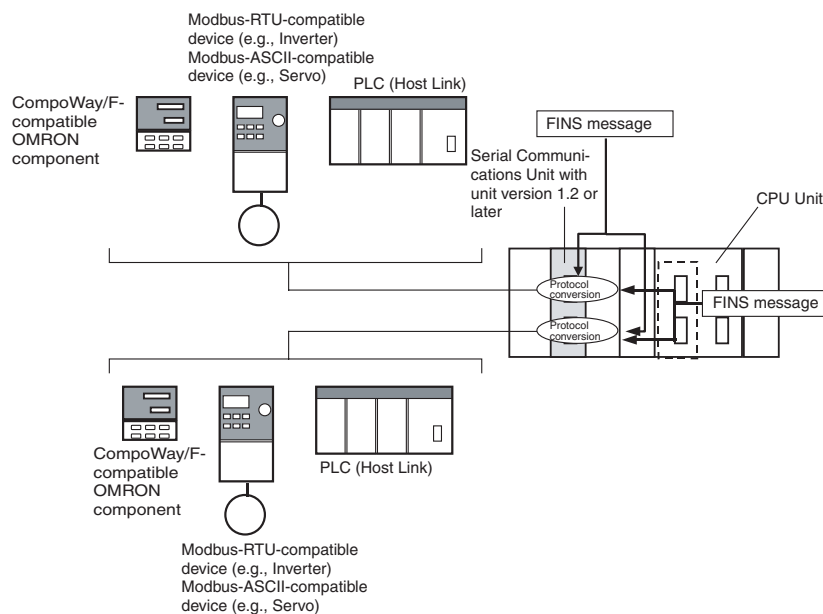 Modbus-RTU-compatible
device (e.g., Inverter)
Modbus-ASCII-compatible
device (e.g., Servo)
PLC (Host Link)
CompoWay/F-
compatible
OMRON
component
FINS message
Serial Communi-
cations Unit with
unit version 1.2 or
later
CPU Unit
Protocol
conversion
FINS message
Protocol
conversion
CompoWay/F-
compatible
OMRON
component
PLC (Host Link)
Modbus-RTU-compatible
device (e.g., Inverter)
Modbus-ASCII-compatible
device (e.g., Servo)